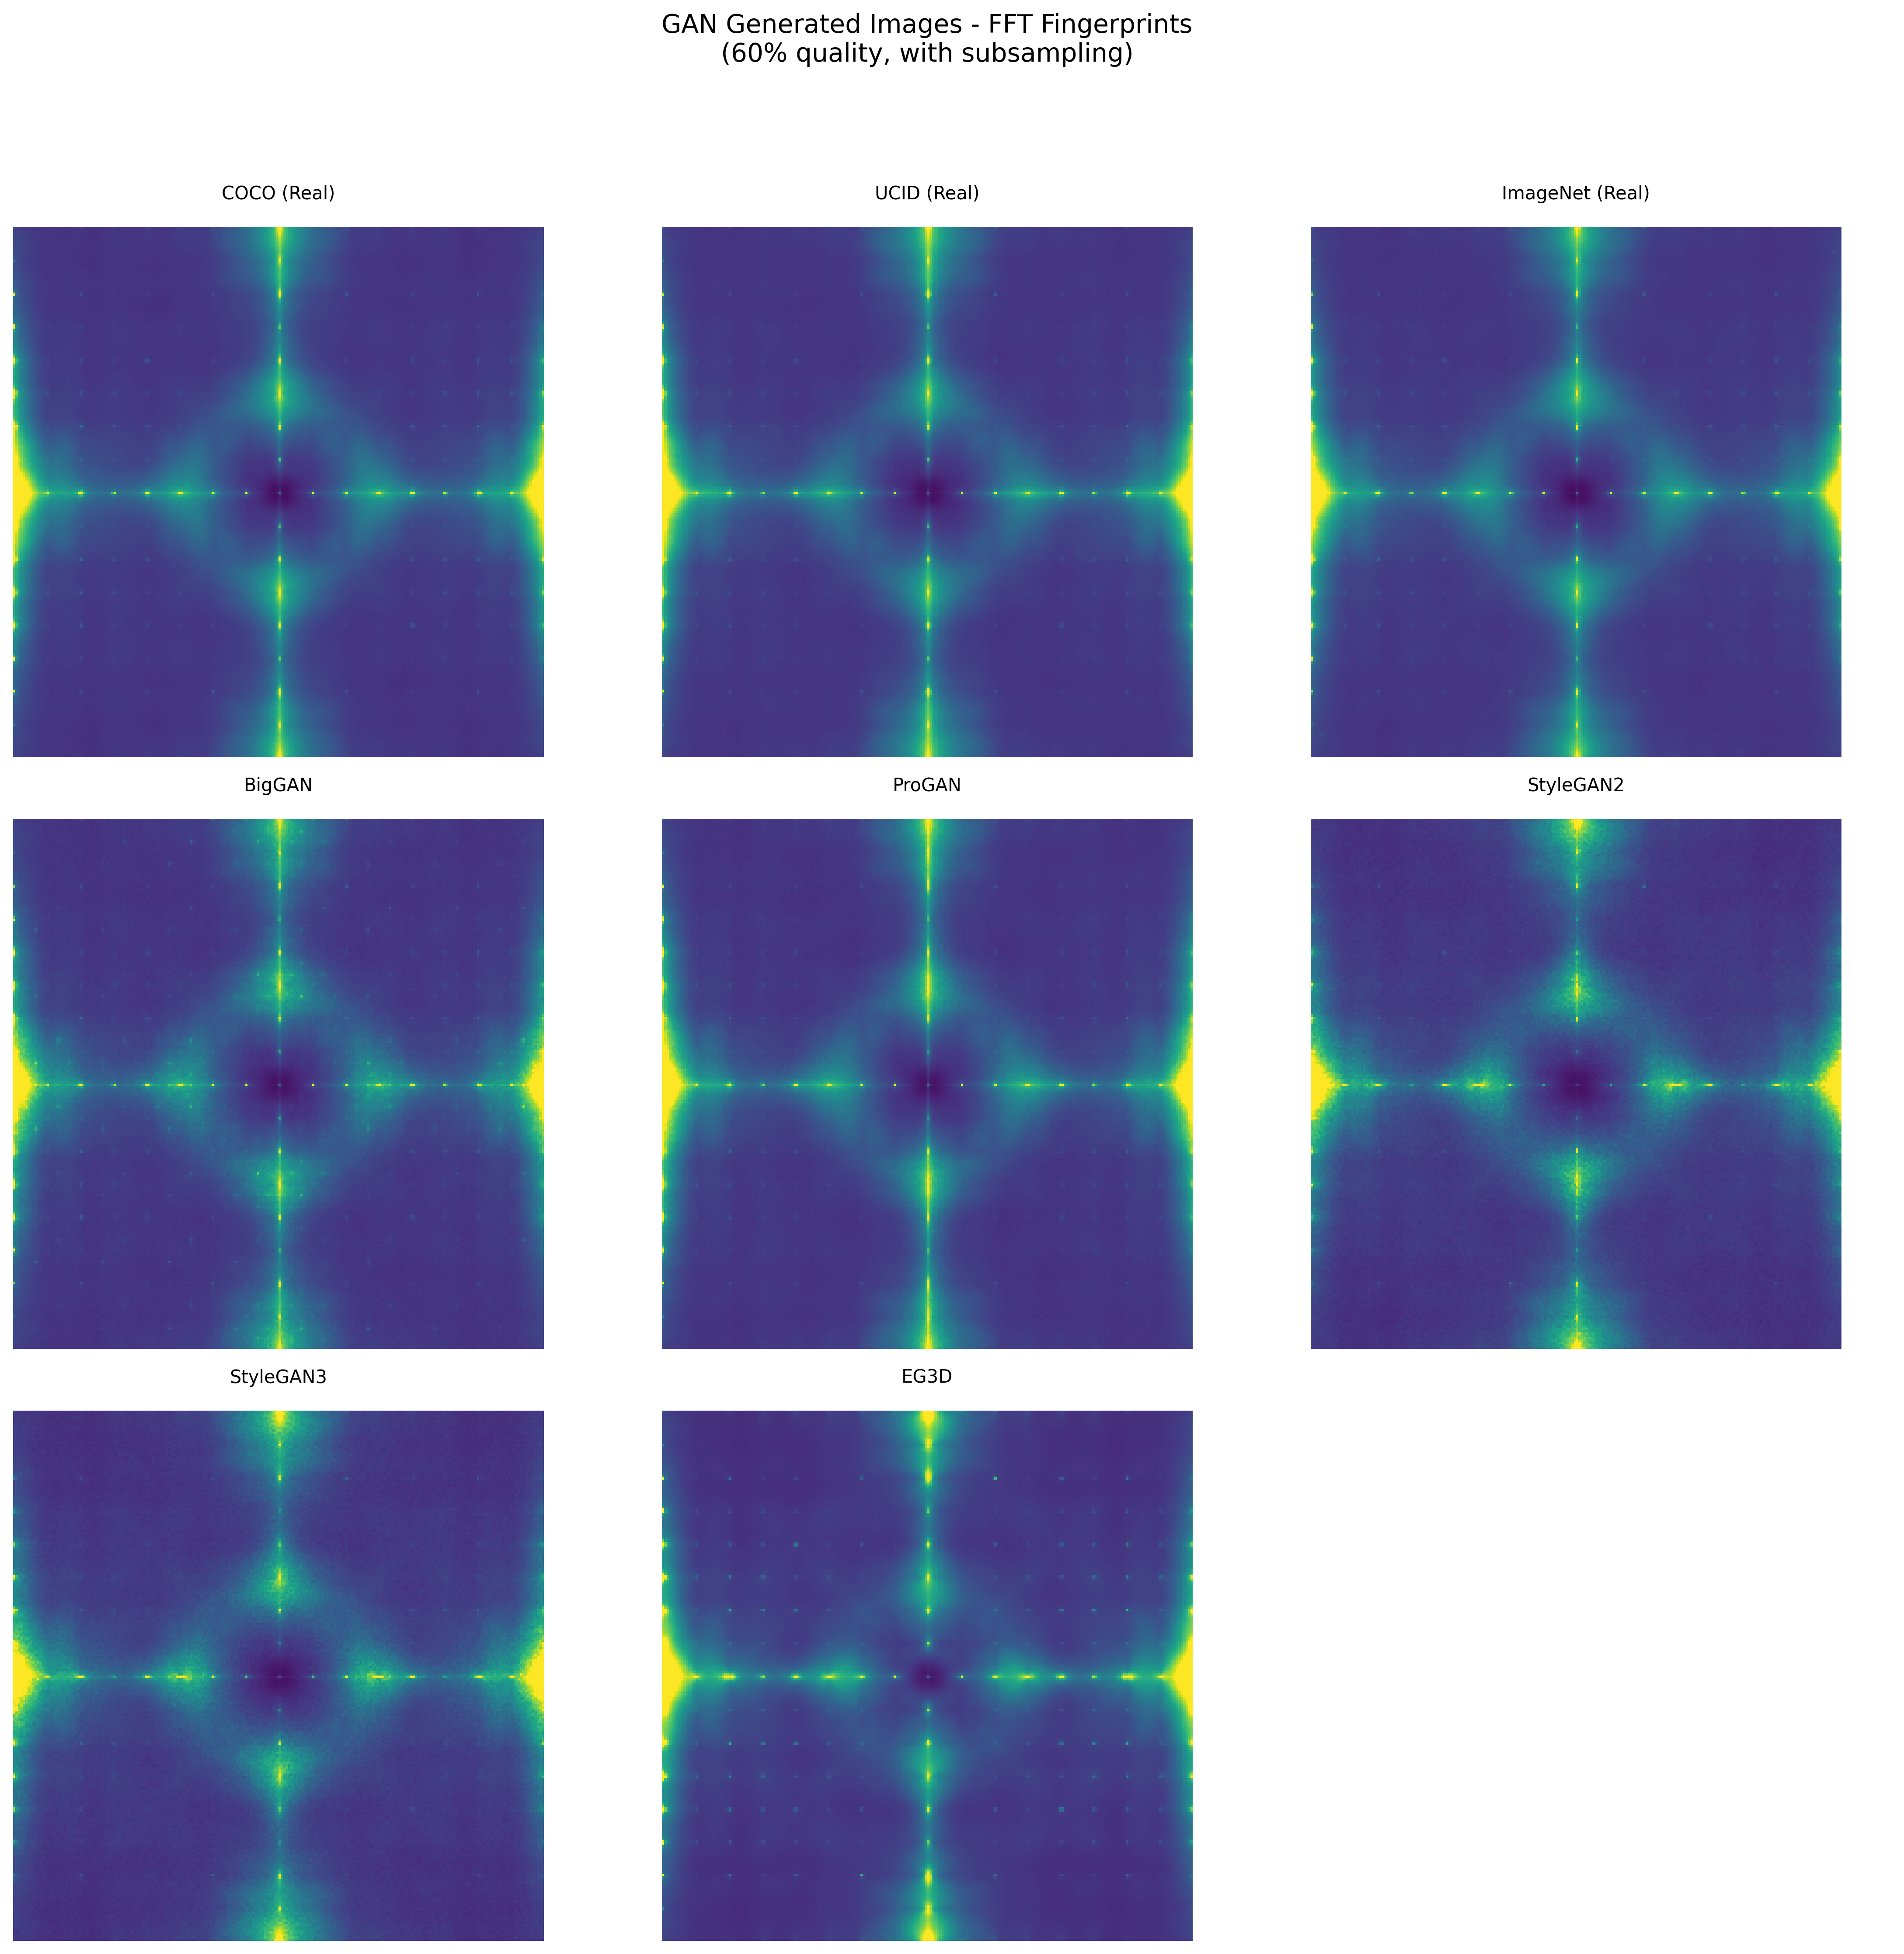 GAN Generated Images - FFT Fingerprints
(60% quality, with subsampling)
COCO (Real)
UCID (Real)
ImageNet (Real)
BigGAN
ProGAN
StyleGAN2
StyleGAN3
EG3D